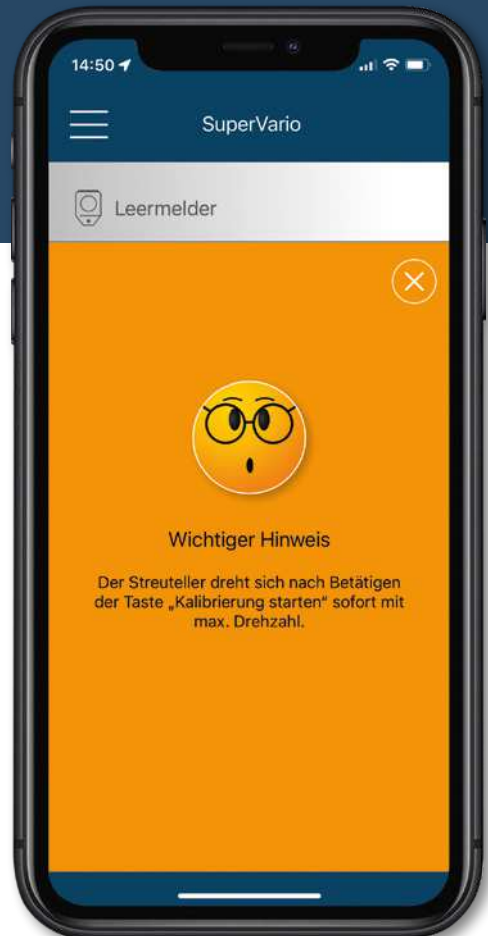 14:50
SuperVario
Leermelder
Wichtiger Hinweis
Der Streuteller dreht sich nach Betätigen
der Taste „Kalibrierung starten“ sofort mit
max. Drehzahl.